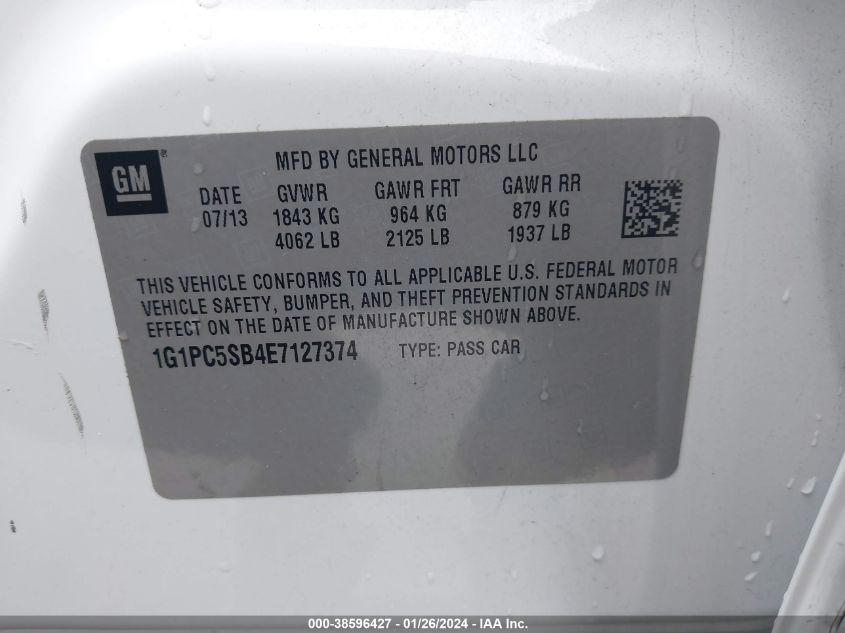 GM
MFD BY GENERAL MOTORS LLC
DATE GVWR GAWR FRT GAWR RR
07/13 1843 KG 964 KG 879 KG
4062 LB 2125 LB 1937 LB
THIS VEHICLE CONFORMS TO ALL APPLICABLE U.S. FEDERAL MOTOR
VEHICLE SAFETY, BUMPER, AND THEFT PREVENTION STANDARDS IN
EFFECT ON THE DATE OF MANUFACTURE SHOWN ABOVE.
1G1PC5SB4E7127374 TYPE: PASS CAR
000-38596427 - 01/26/2024 - IAA Inc.